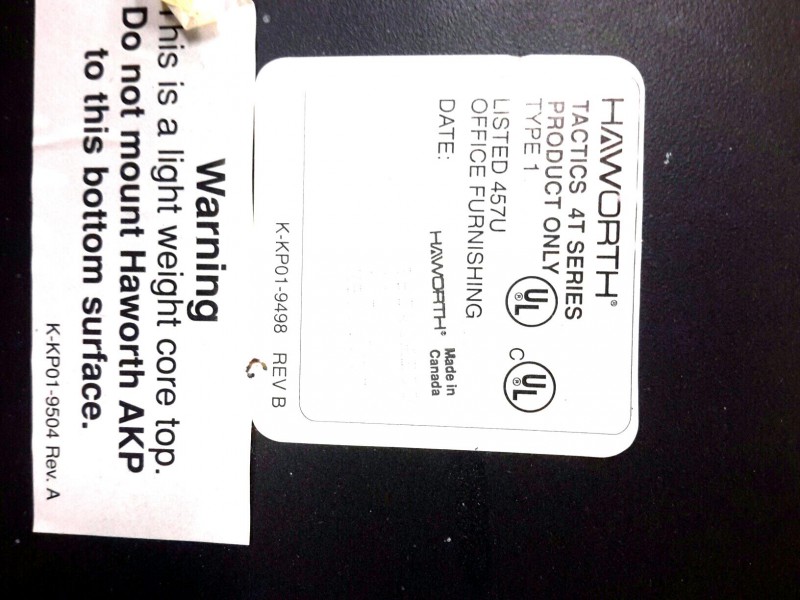 HAWORTH®
TACTICS 4T SERIES
PRODUCT ONLY
TYPE 1
UL
C UL
LISTED 457U
OFFICE FURNISHING
DATE:
HAWORTH® Made in
Canada
K-KP01-9498 REV B
Warning
This is a light weight core top.
Do not mount Haworth AKP
to this bottom surface.
K-KP01-9504 Rev. A